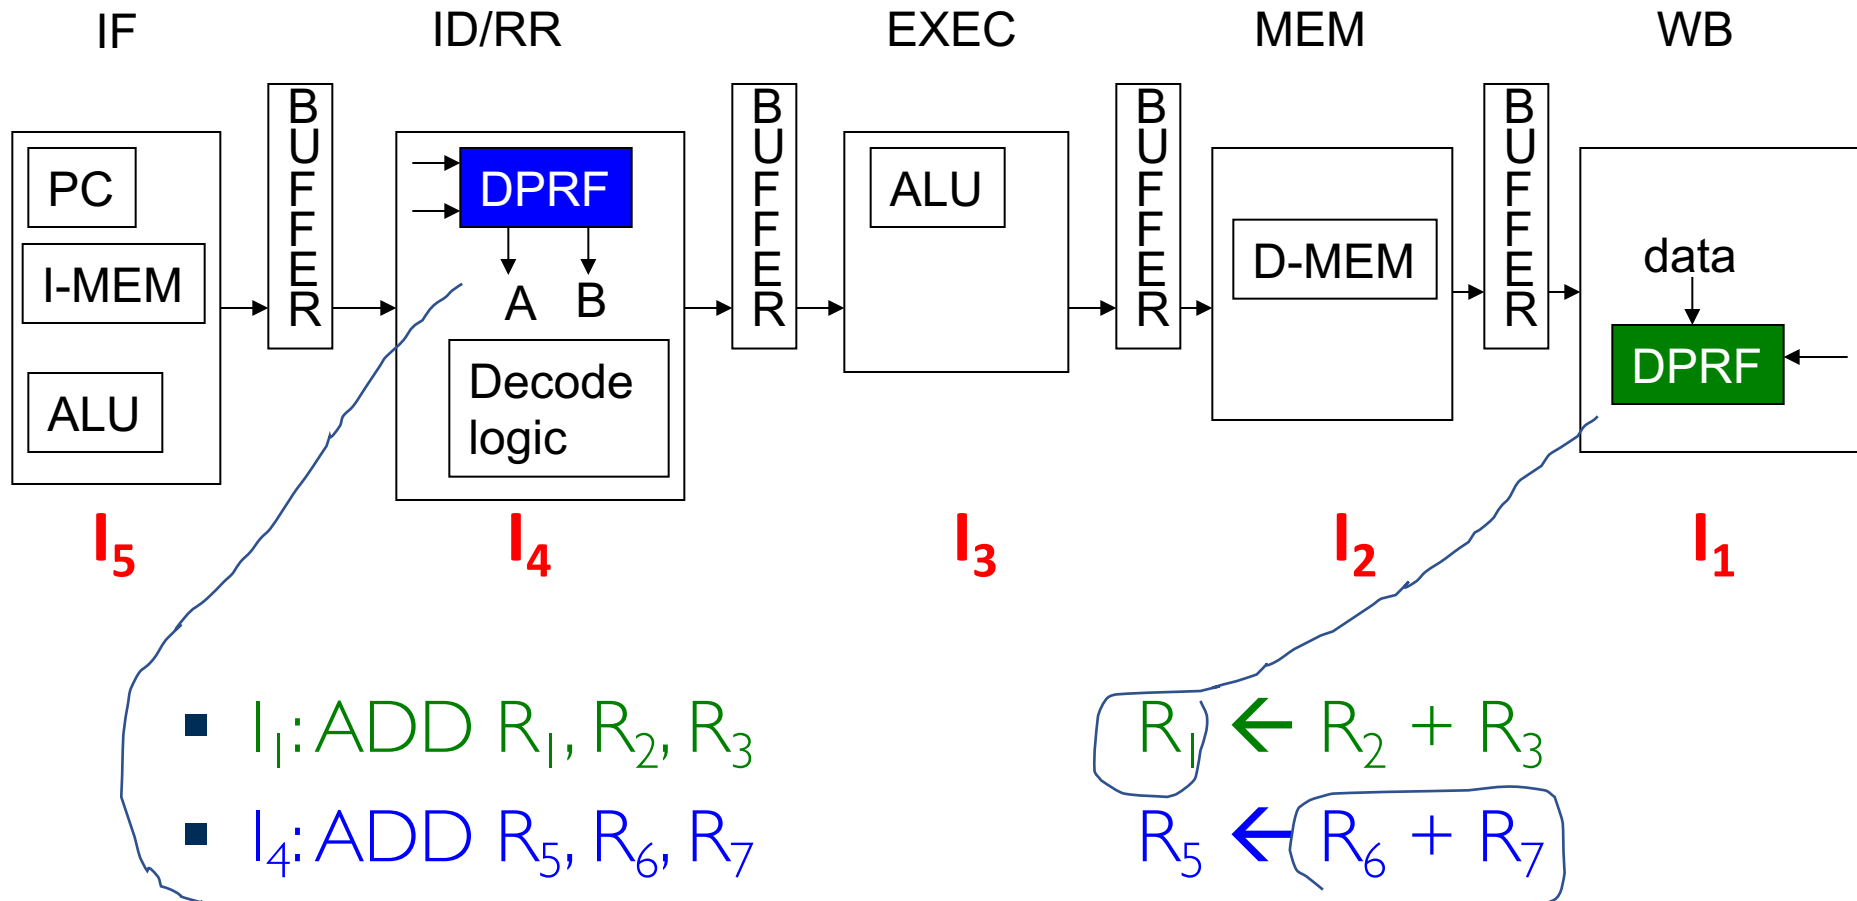 IF ID/RR EXEC MEM WB
BUFFER BUFFER BUFFER BUFFER
PC DPRF ALU
I-MEM A B D-MEM data
ALU Decode logic DPRF
I5 I4 I3 I2 I1
▪ I1: ADD R1, R2, R3 R1 ← R2 + R3
▪ I4: ADD R5, R6, R7 R5 ← R6 + R7